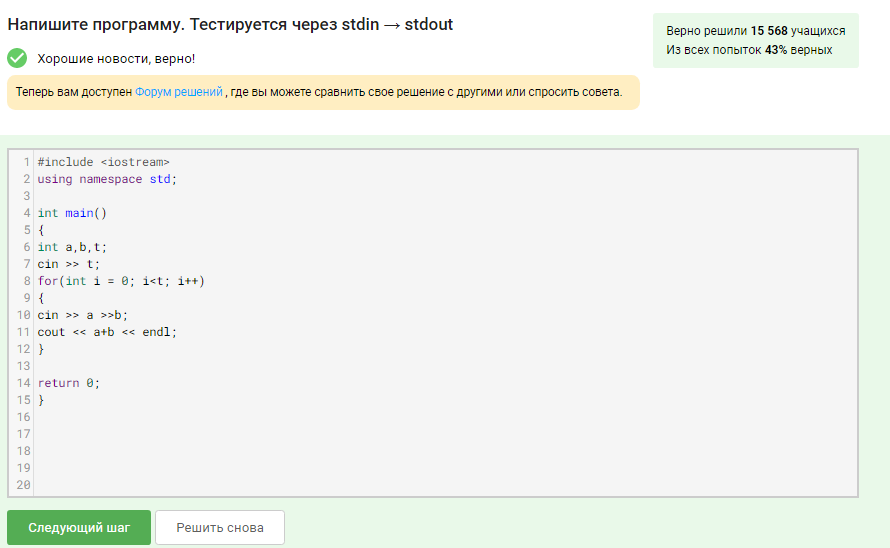 Напишите программу. Тестируется через stdin → stdout
Верно решили 15 568 учащихся
Из всех попыток 43% верных
Хорошие новости, верно!
Теперь вам доступен Форум решений , где вы можете сравнить свое решение с другими или спросить совета.
1 #include <iostream>
2 using namespace std;
3
4 int main()
5 {
6 int a,b,t;
7 cin >> t;
8 for(int i = 0; i<t; i++)
9 {
10 cin >> a >>b;
11 cout << a+b << endl;
12 }
13
14 return 0;
15 }
16
17
18
19
20
Следующий шаг
Решить снова